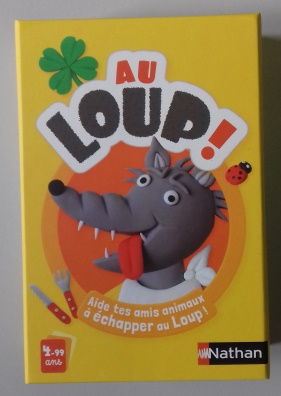 AU
LOUP!
Aide tes amis animaux
à échapper au Loup !
4-99
ans
Nathan